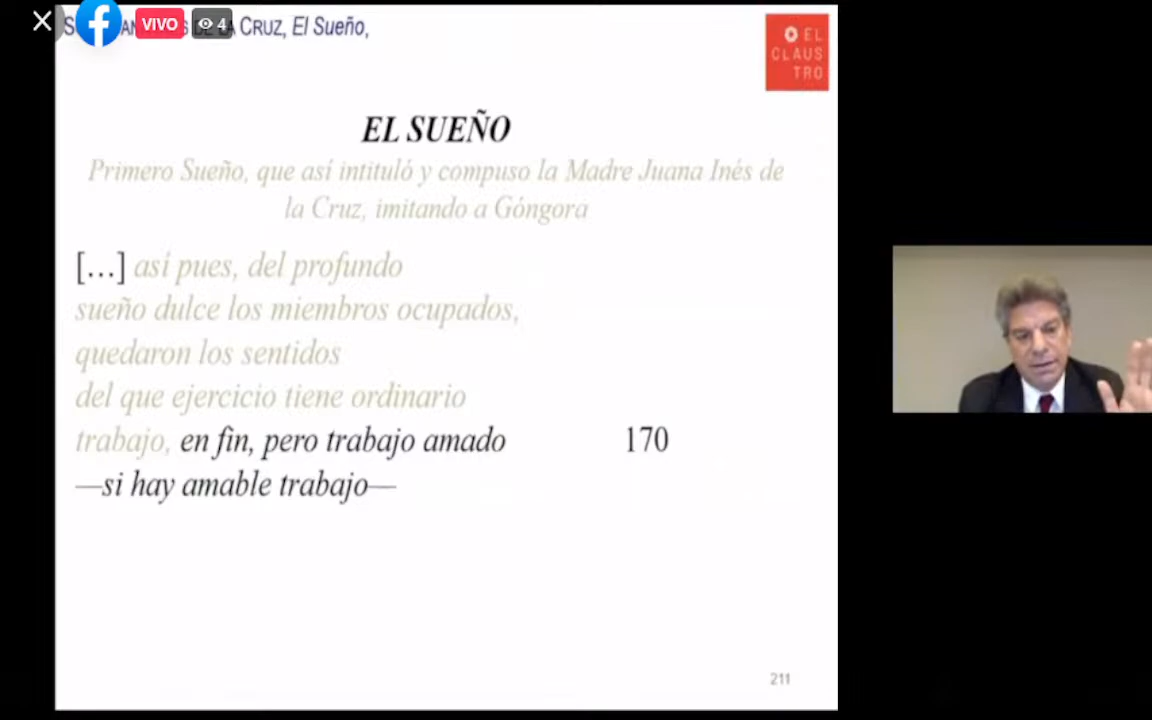 VIVO
4
DE LA CRUZ, El Sueño,
EL
CLAUS
TRO
EL SUEÑO
Primero Sueño, que así intituló y compuso la Madre Juana Inés de
la Cruz, imitando a Góngora
[…] así pues, del profundo
sueño dulce los miembros ocupados,
quedaron los sentidos
del que ejercicio tiene ordinario
trabajo, en fin, pero trabajo amado 170
—si hay amable trabajo—
211